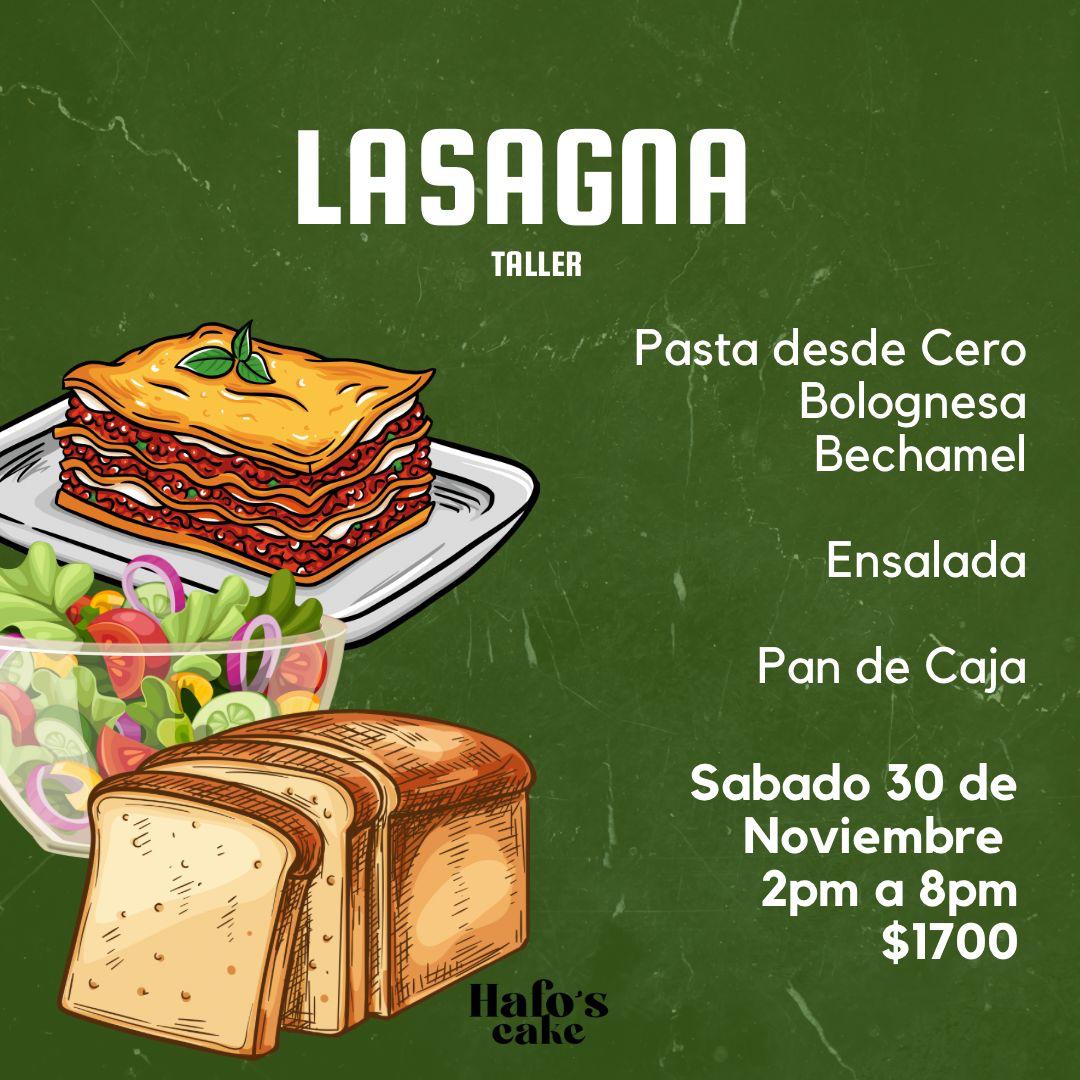 LASAGNA
TALLER
Pasta desde Cero
Bolognesa
Bechamel
Ensalada
Pan de Caja
Sabado 30 de
Noviembre
2pm a 8pm
$1700
Hafo's
cake